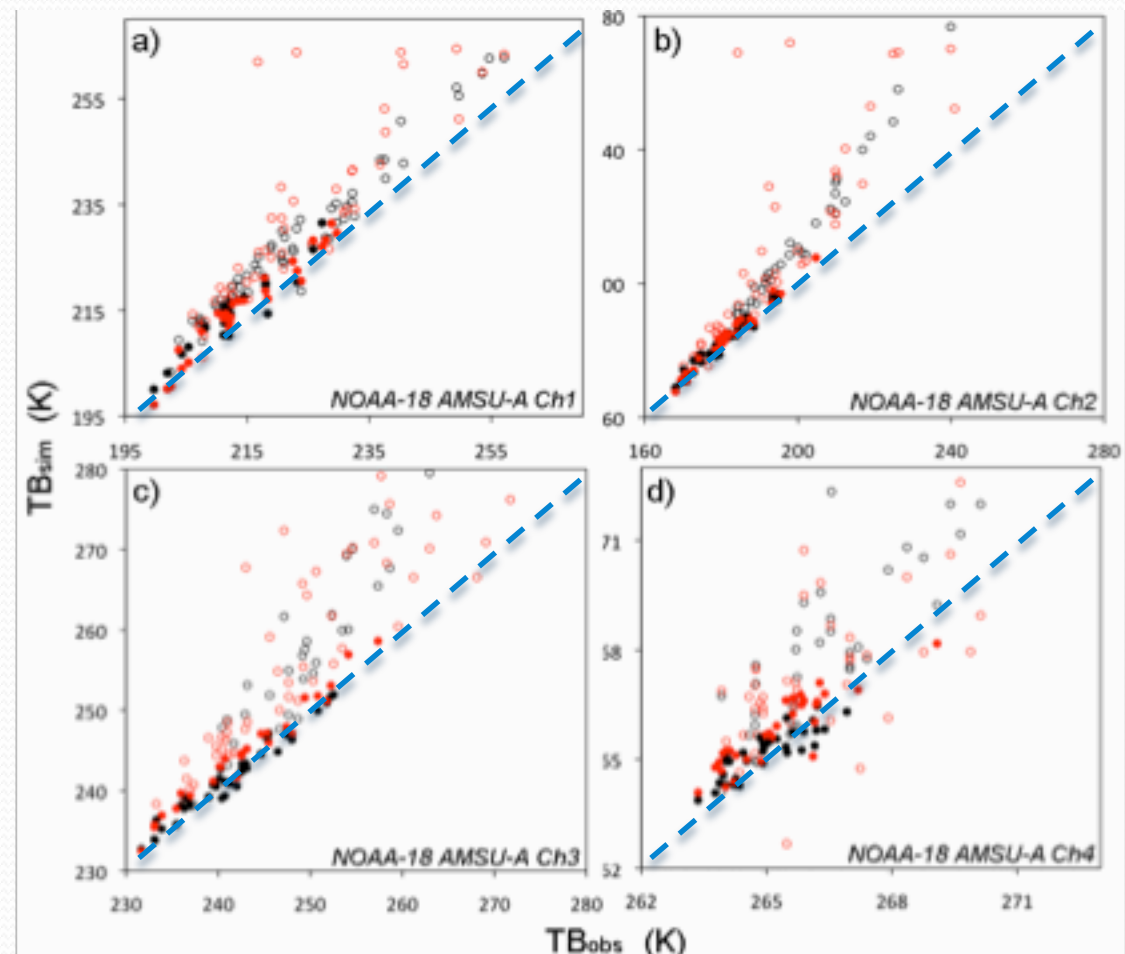 a)
b)
80
255
40
235
00
215
NOAA-18 AMSU-A Ch1
NOAA-18 AMSU-A Ch2
195
60
195 215 235 255
160 200 240 280
TBsim (K)
280
c)
d)
71
270
260
58
250
55
240
NOAA-18 AMSU-A Ch3
NOAA-18 AMSU-A Ch4
230
52
230 240 250 260 270 280
262 265 268 271
TBobs (K)